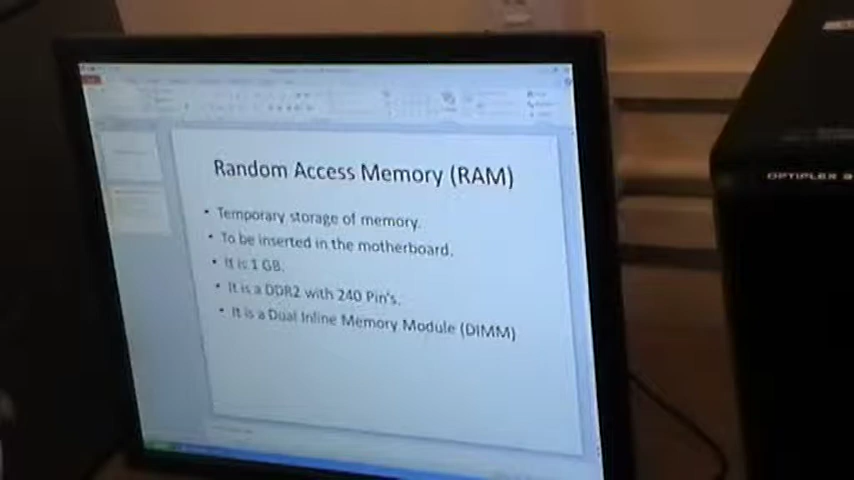 Random Access Memory (RAM)
• Temporary storage of memory.
• To be inserted in the motherboard.
• It is 1 GB.
• It is a DDR2 with 240 Pin's.
• It is a Dual Inline Memory Module (DIMM)
OPTIPLEX